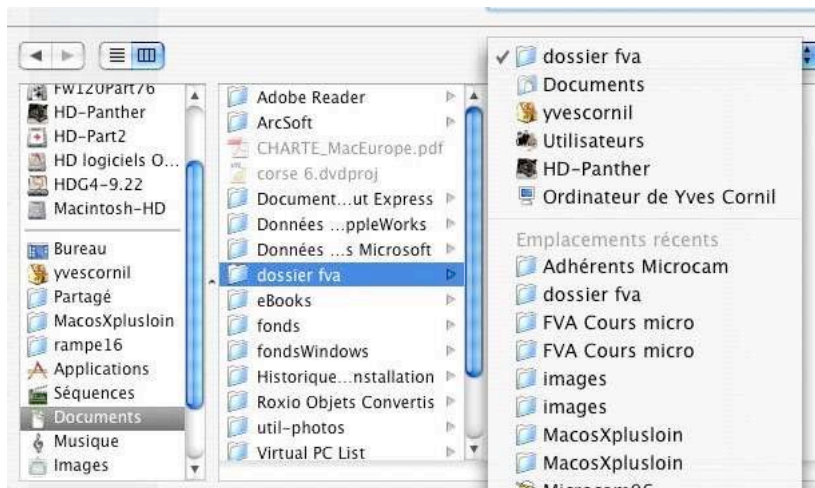 FW120Part76
HD-Panther
HD-Part2
HD logiciels O...
HDG4-9.22
Macintosh-HD
Bureau
yvescornil
Partagé
MacosXplusloin
rampe16
Applications
Séquences
Documents
Musique
Images
Adobe Reader
ArcSoft
CHARTE_MacEurope.pdf
corse 6.dvdproj
Document...ut Express
Données ...ppleWorks
Données ...s Microsoft
dossier fva
eBooks
fonds
fondsWindows
Historique...nstallation
Roxio Objets Convertis
util-photos
Virtual PC List
dossier fva
Documents
yvescornil
Utilisateurs
HD-Panther
Ordinateur de Yves Cornil
Emplacements récents
Adhérents Microcam
dossier fva
FVA Cours micro
FVA Cours micro
images
images
MacosXplusloin
MacosXplusloin